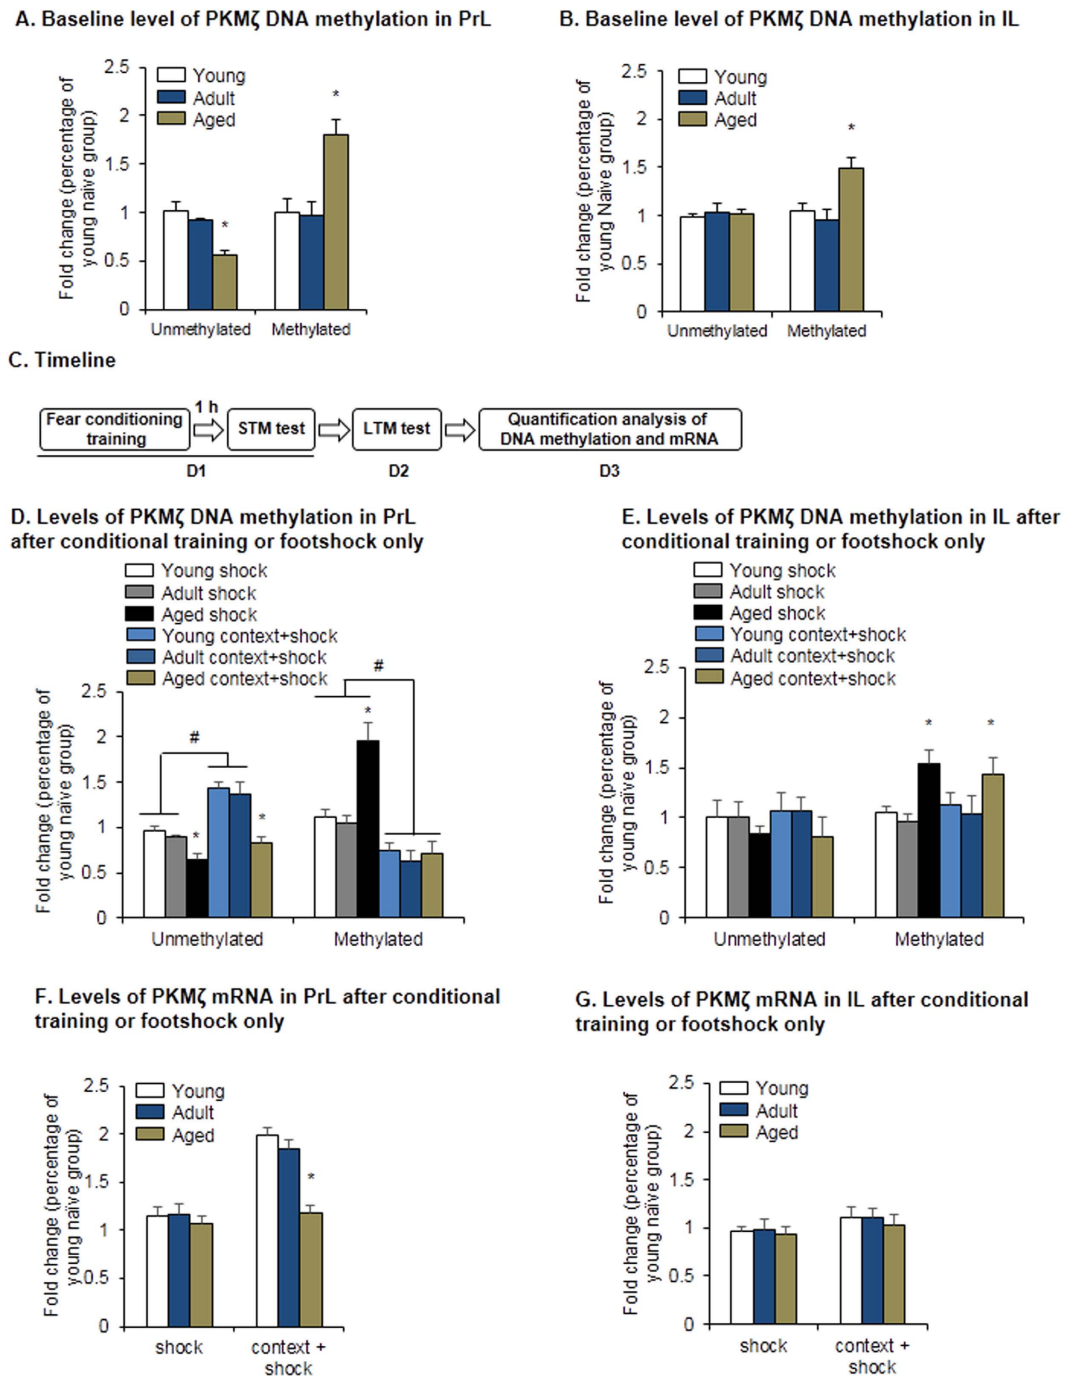 A. Baseline level of PKMζ DNA methylation in PrL
Fold change (percentage of
young naive group)
2.5
2
1.5
1
0.5
0
Young
Adult
Aged
*
*
Unmethylated
Methylated
B. Baseline level of PKMζ DNA methylation in IL
Fold change (percentage of
young Naive group)
2.5
2
1.5
1
0.5
0
Young
Adult
Aged
*
Unmethylated
Methylated
C. Timeline
Fear conditioning
training
1 h
STM test
LTM test
Quantification analysis of
DNA methylation and mRNA
D1
D2
D3
D. Levels of PKMζ DNA methylation in PrL
after conditional training or footshock only
Young shock
Adult shock
Aged shock
Young context+shock
Adult context+shock
Aged context+shock
Fold change (percentage of
young naïve group)
2.5
2
1.5
1
0.5
0
#
#
*
*
*
Unmethylated
Methylated
E. Levels of PKMζ DNA methylation in IL after
conditional training or footshock only
Young shock
Adult shock
Aged shock
Young context+shock
Adult context+shock
Aged context+shock
Fold change (percentage of
young naïve group)
2.5
2
1.5
1
0.5
0
*
*
Unmethylated
Methylated
F. Levels of PKMζ mRNA in PrL after conditional
training or footshock only
Fold change (percentage of
young naïve group)
2.5
2
1.5
1
0.5
0
Young
Adult
Aged
*
shock
context +
shock
G. Levels of PKMζ mRNA in IL after conditional
training or footshock only
Fold change (percentage of
young naïve group)
2.5
2
1.5
1
0.5
0
Young
Adult
Aged
shock
context +
shock